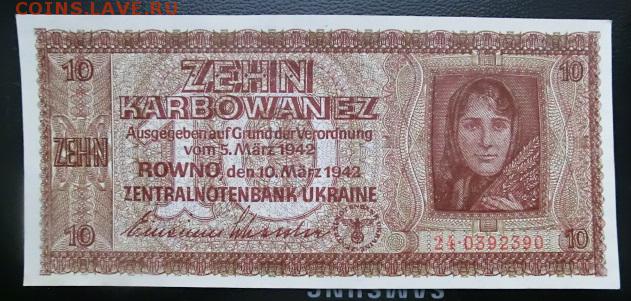 COINS.LAVE.RU
10
ZEHN
10
KARBOWANEZ
Ausgegeben auf Grund der Verordnung
vom 5. März 1942
ZEHN
ROWNO, den 10. März 1942
ZENTRALNOTENBANK UKRAINE
24·0392390
10
10
SAMSUNG